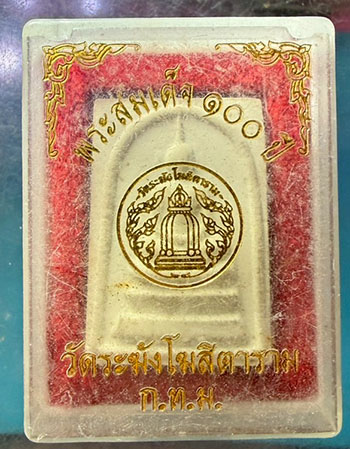 พระสมเด็จ ๑๐๐ ปี
วัดระฆังโฆสิตาราม
วัดระฆังโฆสิตาราม
ก.ท.ม.